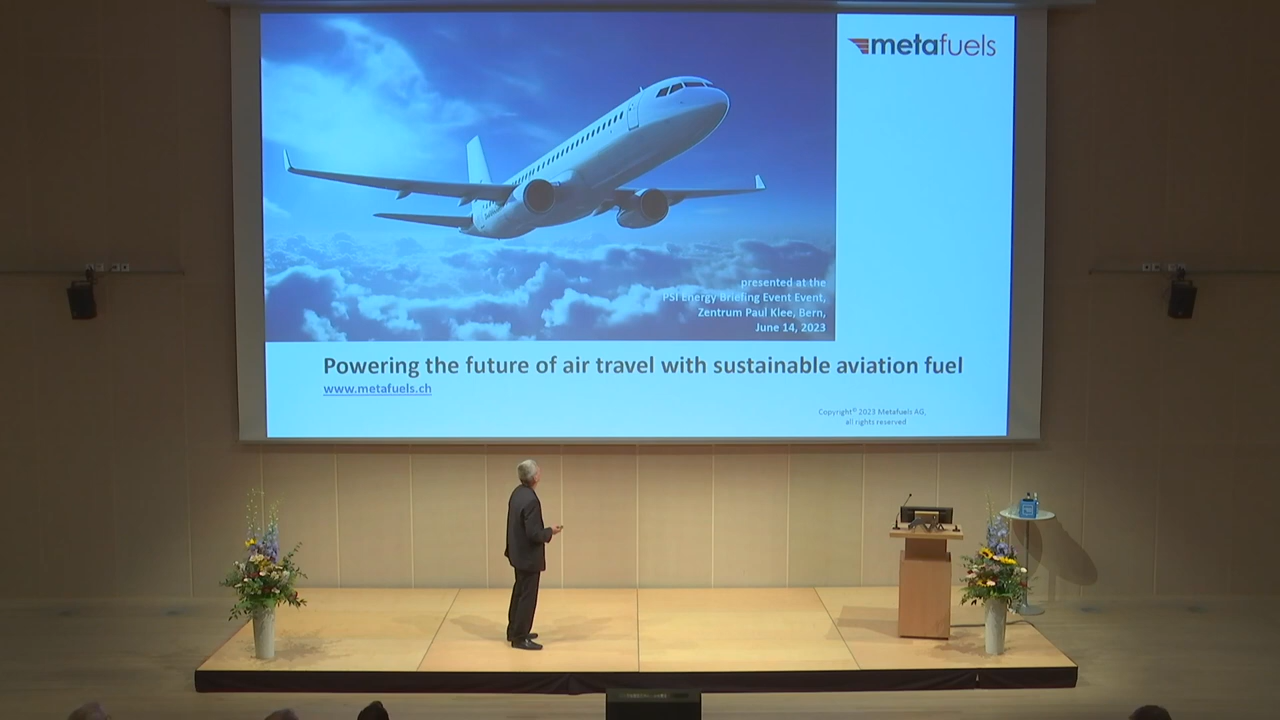 metafuels
presented at the
PSI Energy Briefing Event Event,
Zentrum Paul Klee, Bern,
June 14, 2023
Powering the future of air travel with sustainable aviation fuel
www.metafuels.ch
Copyright© 2023 Metafuels AG,
all rights reserved